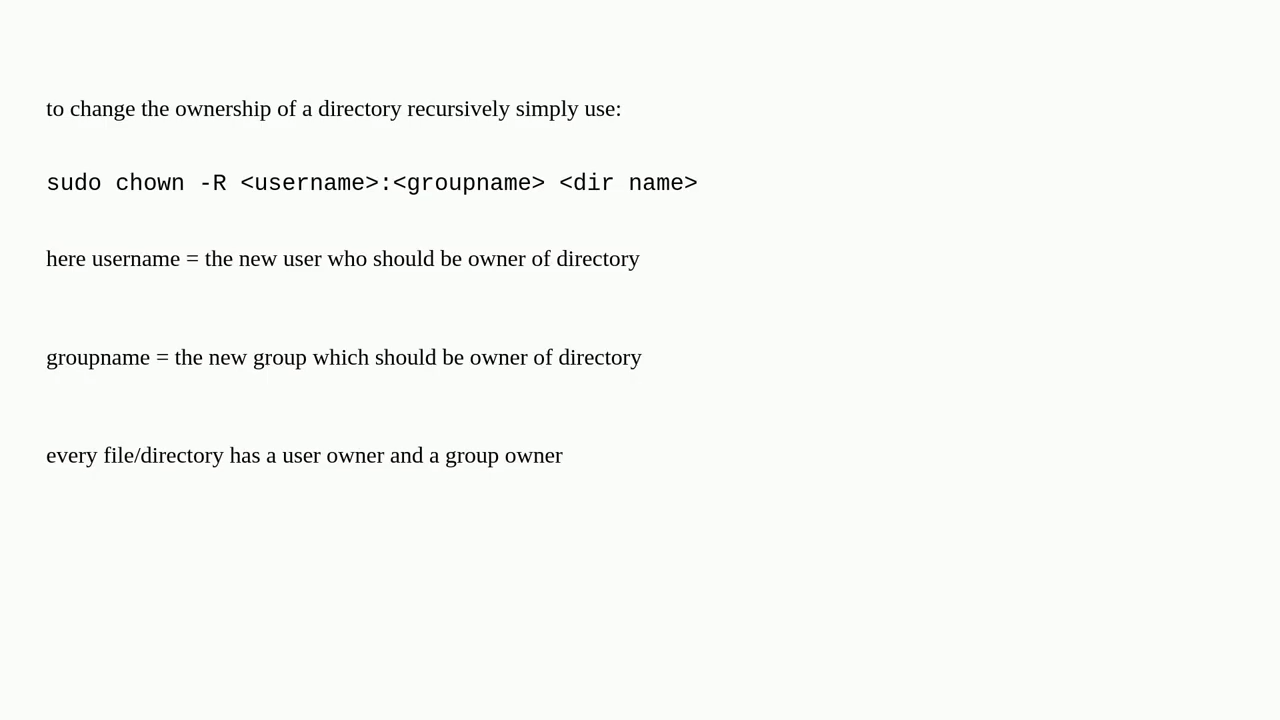 to change the ownership of a directory recursively simply use:
sudo chown -R <username>:<groupname> <dir name>
here username = the new user who should be owner of directory
groupname = the new group which should be owner of directory
every file/directory has a user owner and a group owner